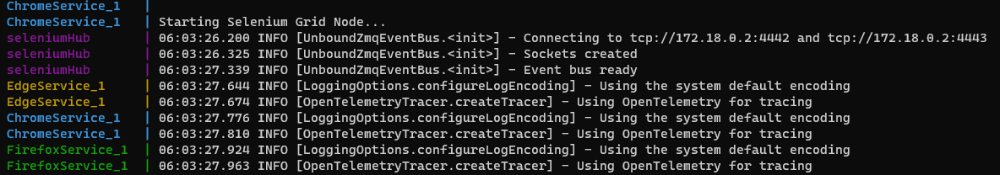 ChromeService_1   |
ChromeService_1   | Starting Selenium Grid Node...
seleniumHub       | 06:03:26.200 INFO [UnboundZmqEventBus.<init>] - Connecting to tcp://172.18.0.2:4442 and tcp://172.18.0.2:4443
seleniumHub       | 06:03:26.325 INFO [UnboundZmqEventBus.<init>] - Sockets created
seleniumHub       | 06:03:27.339 INFO [UnboundZmqEventBus.<init>] - Event bus ready
EdgeService_1     | 06:03:27.644 INFO [LoggingOptions.configureLogEncoding] - Using the system default encoding
EdgeService_1     | 06:03:27.674 INFO [OpenTelemetryTracer.createTracer] - Using OpenTelemetry for tracing
ChromeService_1   | 06:03:27.776 INFO [LoggingOptions.configureLogEncoding] - Using the system default encoding
ChromeService_1   | 06:03:27.810 INFO [OpenTelemetryTracer.createTracer] - Using OpenTelemetry for tracing
FirefoxService_1  | 06:03:27.924 INFO [LoggingOptions.configureLogEncoding] - Using the system default encoding
FirefoxService_1  | 06:03:27.963 INFO [OpenTelemetryTracer.createTracer] - Using OpenTelemetry for tracing